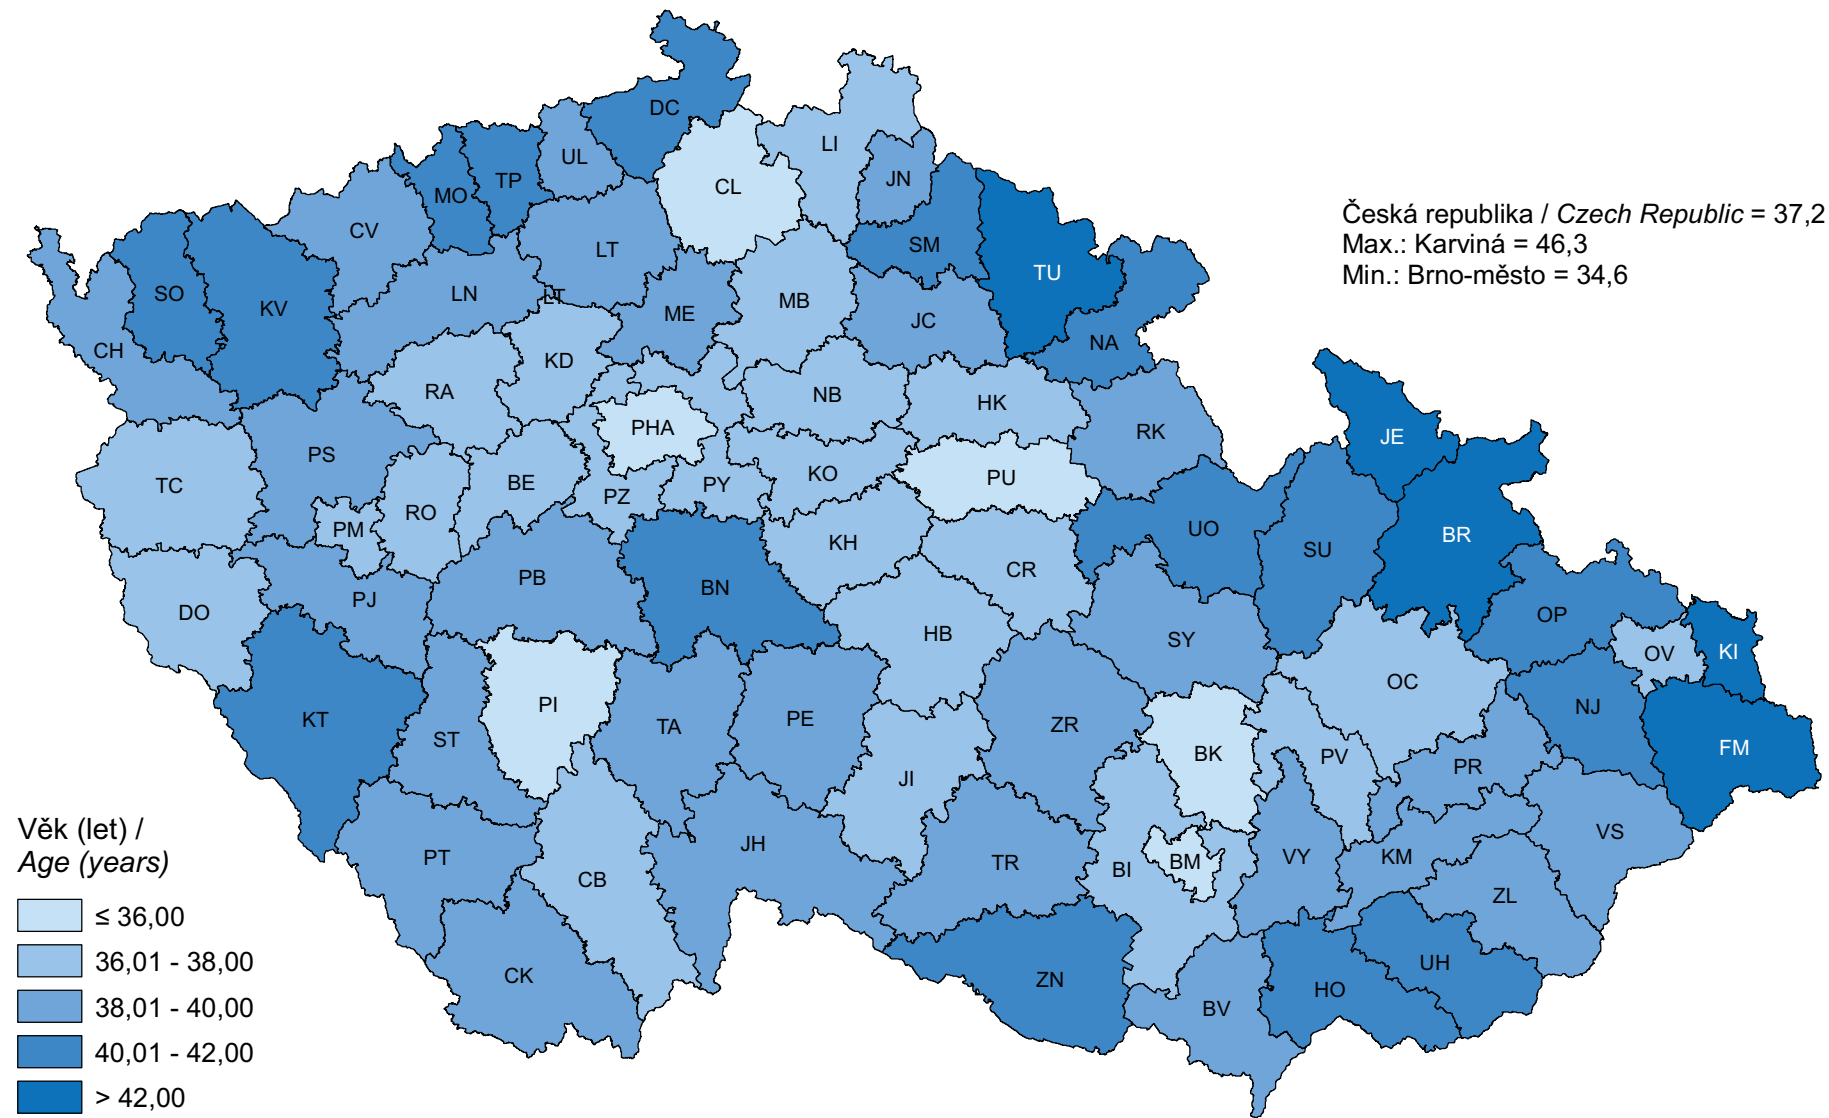 DC
LI
UL
TP
JN
CL
MO
CV
SM
LT
TU
SO
LN
LT
MB
KV
ME
JC
NA
CH
KD
RA
NB
HK
PHA
RK
JE
PS
KO
PU
TC
BE
PZ
PY
RO
PM
UO
BR
SU
KH
CR
PB
BN
PJ
DO
OP
HB
SY
OV
KI
OC
PI
KT
ST
TA
PE
ZR
NJ
BK
PV
FM
PR
JI
VS
JH
PT
CB
TR
BI
BM
VY
KM
ZL
CK
ZN
UH
HO
BV
Česká republika / Czech Republic = 37,2
Max.: Karviná = 46,3
Min.: Brno-město = 34,6
Věk (let) /
Age (years)
≤ 36,00
36,01 - 38,00
38,01 - 40,00
40,01 - 42,00
> 42,00